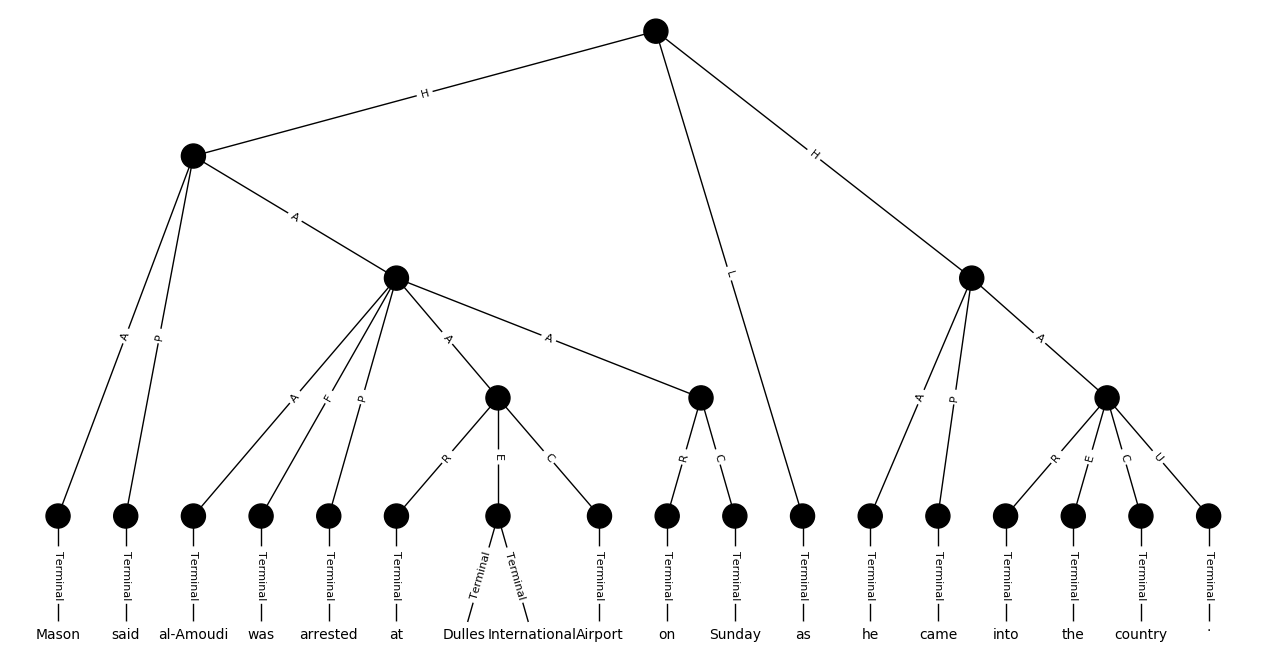 H
H
A
L
A
P
A
A
A
P
A
A
F
P
R
E
C
R
C
R
E
C
U
Terminal Terminal Terminal Terminal Terminal Terminal Terminal Terminal Terminal Terminal Terminal Terminal Terminal Terminal Terminal Terminal Terminal Terminal
Mason said al-Amoudi was arrested at Dulles International Airport on Sunday as he came into the country .